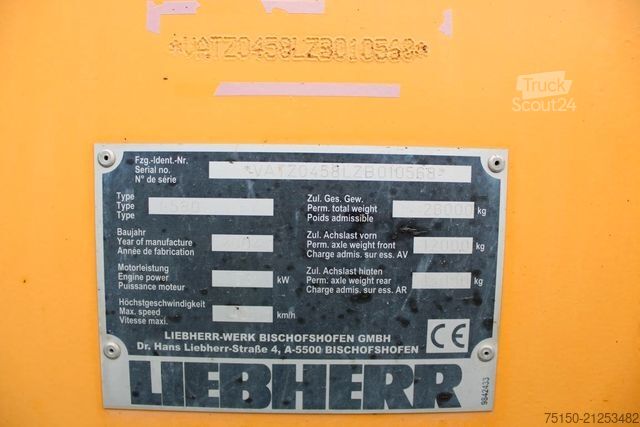 *VATZ0458LZB010568*
Truck
Scout24
Fzg.-Ident.-Nr.
Serial no.
N° de série
*VATZ0458LZB010568*
Type
Type
Type
Zul. Ges. Gew.
Perm. total weight
Poids admissible
kg
Baujahr
Year of manufacture
Année de fabrication
Zul. Achslast vorn
Perm. axle weight front
Charge admis. sur ess. AV
12000 kg
Motorleistung
Engine power
Puissance moteur
kW
Zul. Achslast hinten
Perm. axle weight rear
Charge admis. sur ess. AR
kg
Höchstgeschwindigkeit
Max. speed
Vitesse maxi.
km/h
LIEBHERR-WERK BISCHOFSHOFEN GMBH
Dr. Hans Liebherr-Straße 4, A-5500 BISCHOFSHOFEN
CE
LIEBHERR
9842433
75150-21253482